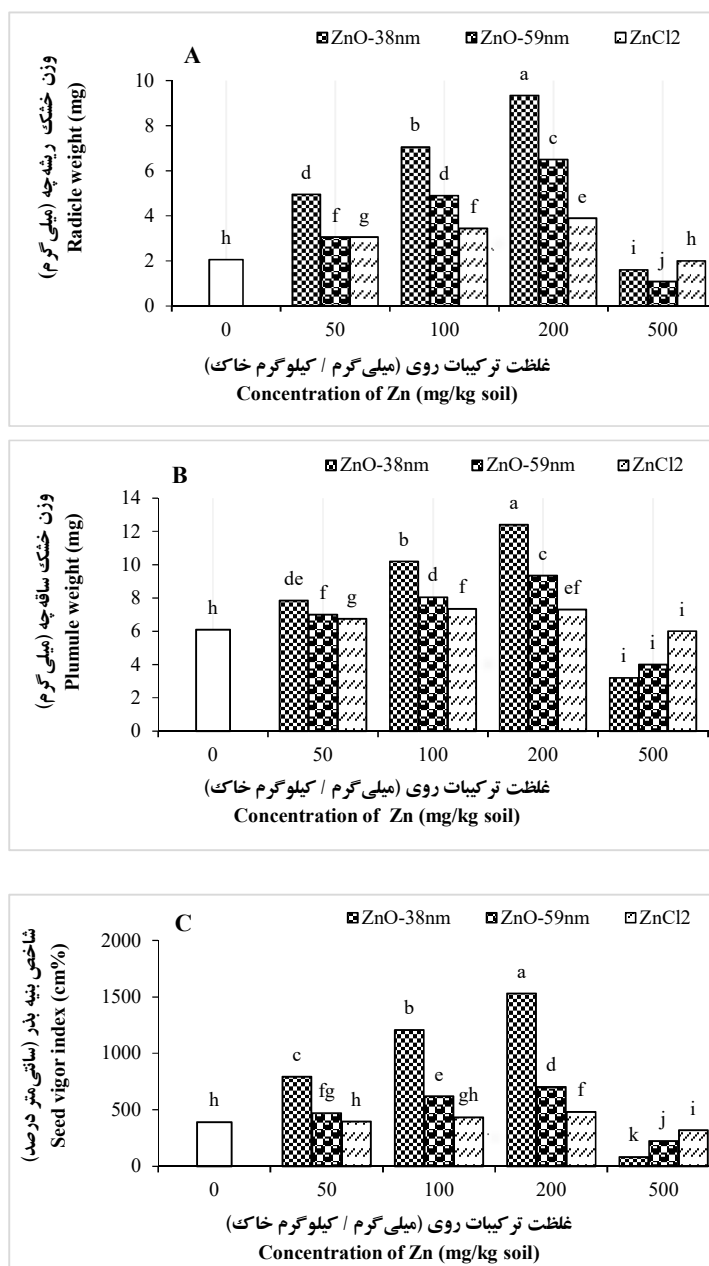 ZnO-38nm ZnO-59nm ZnCl2
A
وزن خشک ریشه‌چه (میلی‌گرم)
Radicle weight (mg)
10
8
6
4
2
0
h
d f g
b d f
a c e
i j h
0 50 100 200 500
غلظت ترکیبات روی (میلی‌گرم / کیلوگرم خاک)
Concentration of Zn (mg/kg soil)
ZnO-38nm ZnO-59nm ZnCl2
B
وزن خشک ساقه‌چه (میلی‌گرم)
Plumule weight (mg)
14
12
10
8
6
4
2
0
h
de f g
b d f
a c ef
i i i
0 50 100 200 500
غلظت ترکیبات روی (میلی‌گرم / کیلوگرم خاک)
Concentration of Zn (mg/kg soil)
ZnO-38nm ZnO-59nm ZnCl2
C
شاخص بنیه بذر (سانتی‌متر درصد)
Seed vigor index (cm%)
2000
1500
1000
500
0
h
c fg h
b e gh
a d f
k j i
0 50 100 200 500
غلظت ترکیبات روی (میلی‌گرم / کیلوگرم خاک)
Concentration of Zn (mg/kg soil)